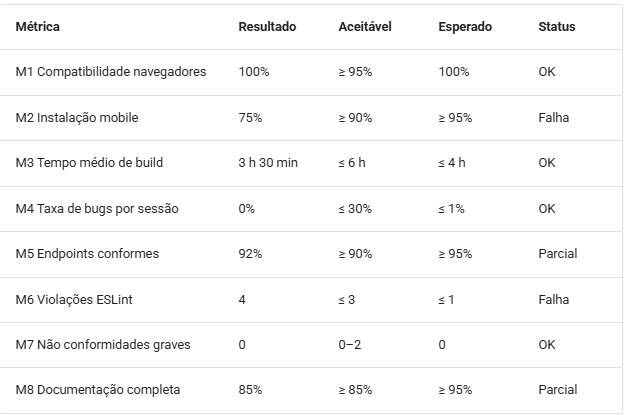 Métrica Resultado Aceitável Esperado Status
M1 Compatibilidade navegadores 100% ≥ 95% 100% OK
M2 Instalação mobile 75% ≥ 90% ≥ 95% Falha
M3 Tempo médio de build 3 h 30 min ≤ 6 h ≤ 4 h OK
M4 Taxa de bugs por sessão 0% ≤ 30% ≤ 1% OK
M5 Endpoints conformes 92% ≥ 90% ≥ 95% Parcial
M6 Violações ESLint 4 ≤ 3 ≤ 1 Falha
M7 Não conformidades graves 0 0–2 0 OK
M8 Documentação completa 85% ≥ 85% ≥ 95% Parcial